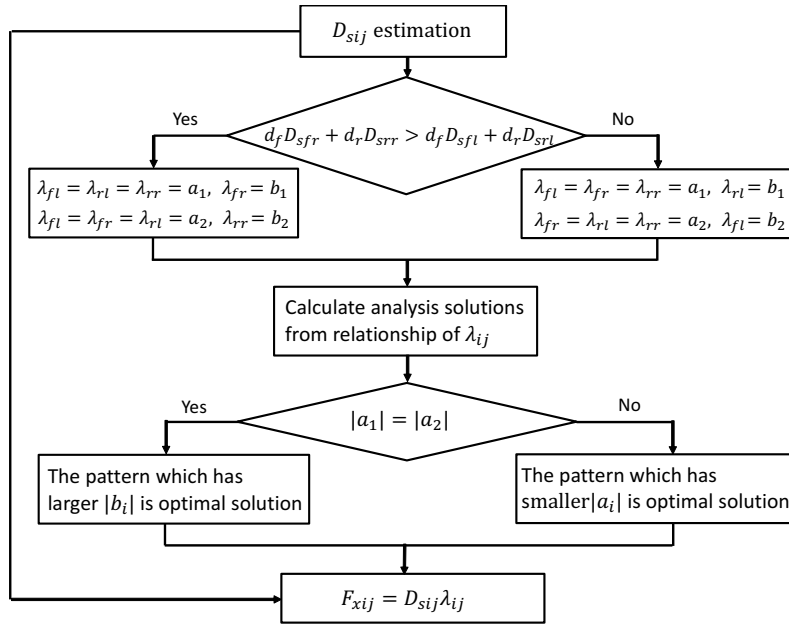 D_{sij} estimation
Yes
No
d_f D_{sfr} + d_r D_{srr} > d_f D_{sfl} + d_r D_{srl}
λ_{fl} = λ_{rl} = λ_{rr} = a_1, λ_{fr} = b_1
λ_{fl} = λ_{fr} = λ_{rl} = a_2, λ_{rr} = b_2
λ_{fl} = λ_{fr} = λ_{rr} = a_1, λ_{rl} = b_1
λ_{fr} = λ_{rl} = λ_{rr} = a_2, λ_{fl} = b_2
Calculate analysis solutions
from relationship of λ_{ij}
Yes
No
|a_1| = |a_2|
The pattern which has
larger |b_i| is optimal solution
The pattern which has
smaller|a_i| is optimal solution
F_{xij} = D_{sij} λ_{ij}